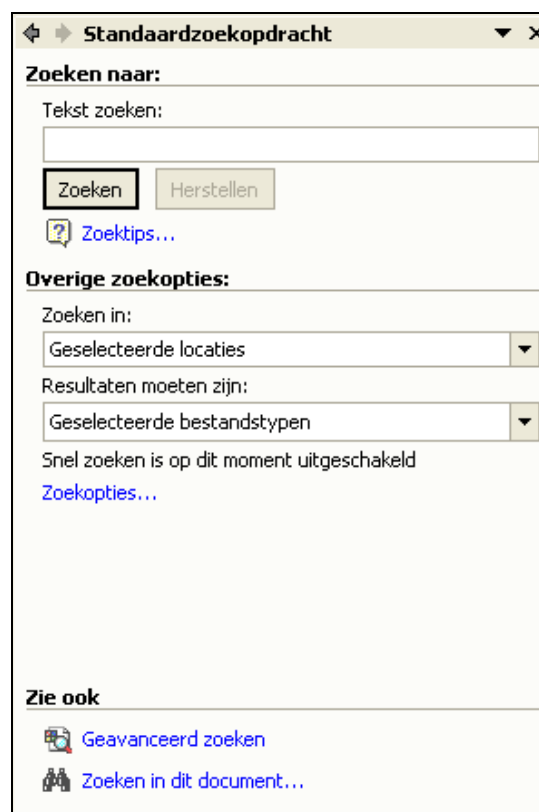 Standaardzoekopdracht
Zoeken naar:
Tekst zoeken:
Zoeken Herstellen
Zoektips...
Overige zoekopties:
Zoeken in:
Geselecteerde locaties
Resultaten moeten zijn:
Geselecteerde bestandstypen
Snel zoeken is op dit moment uitgeschakeld
Zoekopties...
Zie ook
Geavanceerd zoeken
Zoeken in dit document...